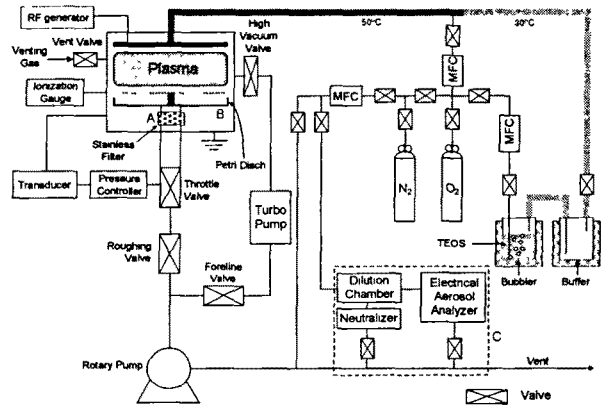 RF generator
High
Vacuum
Valve
50°C
30°C
Vent Valve
Venting
Gas
Plasma
Ionization
Gauge
MFC
MFC
MFC
A
B
Stainless
Filter
Petri Disch
N2
O2
Transducer
Pressure
Controller
Throttle
Valve
Turbo
Pump
TEOS
Roughing
Valve
Foreline
Valve
Bubbler
Buffer
Dilution
Chamber
Electrical
Aerosol
Analyzer
Neutralizer
C
Rotary Pump
Vent
Valve